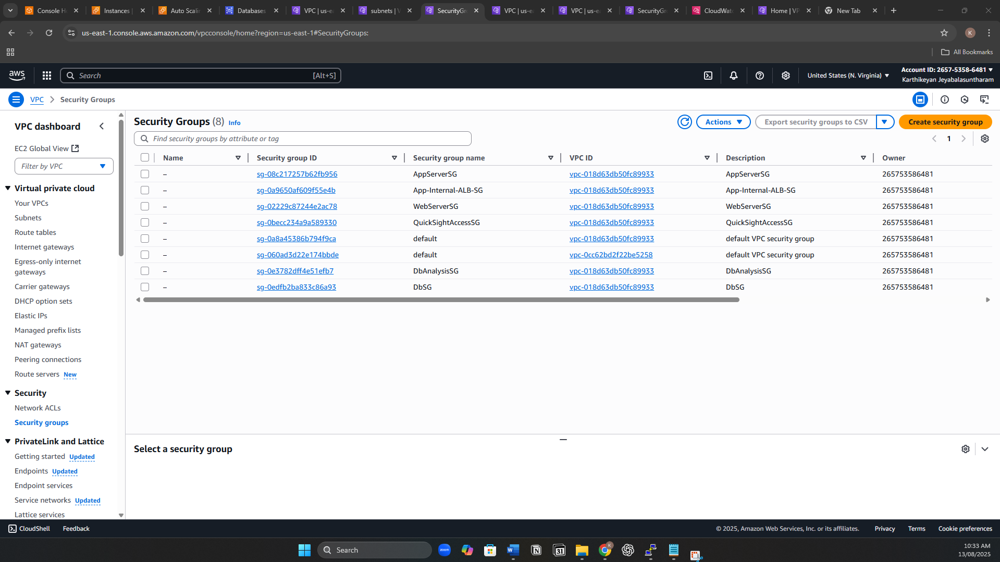 Console H
Instances |
Auto Scalin
Databases
VPC | us-ea
subnets | V
SecurityGro
VPC | us-ea
VPC | us-ea
SecurityGro
CloudWatc
Home | VP
New Tab
us-east-1.console.aws.amazon.com/vpcconsole/home?region=us-east-1#SecurityGroups:
K
All Bookmarks
aws
Search
[Alt+S]
United States (N. Virginia)
Account ID: 2657-5358-6481
Karthikeyan Jeyabalasuntharam
VPC
Security Groups
VPC dashboard
EC2 Global View
Filter by VPC
Virtual private cloud
Your VPCs
Subnets
Route tables
Internet gateways
Egress-only internet
gateways
Carrier gateways
DHCP option sets
Elastic IPs
Managed prefix lists
NAT gateways
Peering connections
Route servers New
Security
Network ACLs
Security groups
PrivateLink and Lattice
Getting started Updated
Endpoints Updated
Endpoint services
Service networks Updated
Lattice services
Security Groups (8) Info
Actions
Export security groups to CSV
Create security group
Find security groups by attribute or tag
1
Name Security group ID Security group name VPC ID Description Owner
– sg-08c217257b62fb956 AppServerSG vpc-018d63db50fc89933 AppServerSG 265753586481
– sg-0a9650af609f55e4b App-Internal-ALB-SG vpc-018d63db50fc89933 App-Internal-ALB-SG 265753586481
– sg-02229c87244e2ac78 WebServerSG vpc-018d63db50fc89933 WebServerSG 265753586481
– sg-0becc234a9a589330 QuickSightAccessSG vpc-018d63db50fc89933 QuickSightAccessSG 265753586481
– sg-0a8a45386b794f9ca default vpc-018d63db50fc89933 default VPC security group 265753586481
– sg-060ad3d22e174bbde default vpc-0cc62bd2f22be5258 default VPC security group 265753586481
– sg-0e3782dff4e51efb7 DbAnalysisSG vpc-018d63db50fc89933 DbAnalysisSG 265753586481
– sg-0edfb2ba833c86a93 DbSG vpc-018d63db50fc89933 DbSG 265753586481
Select a security group
CloudShell
Feedback
© 2025, Amazon Web Services, Inc. or its affiliates.
Privacy
Terms
Cookie preferences
Search
zoom
W
N
31
K
10:33 AM
13/08/2025